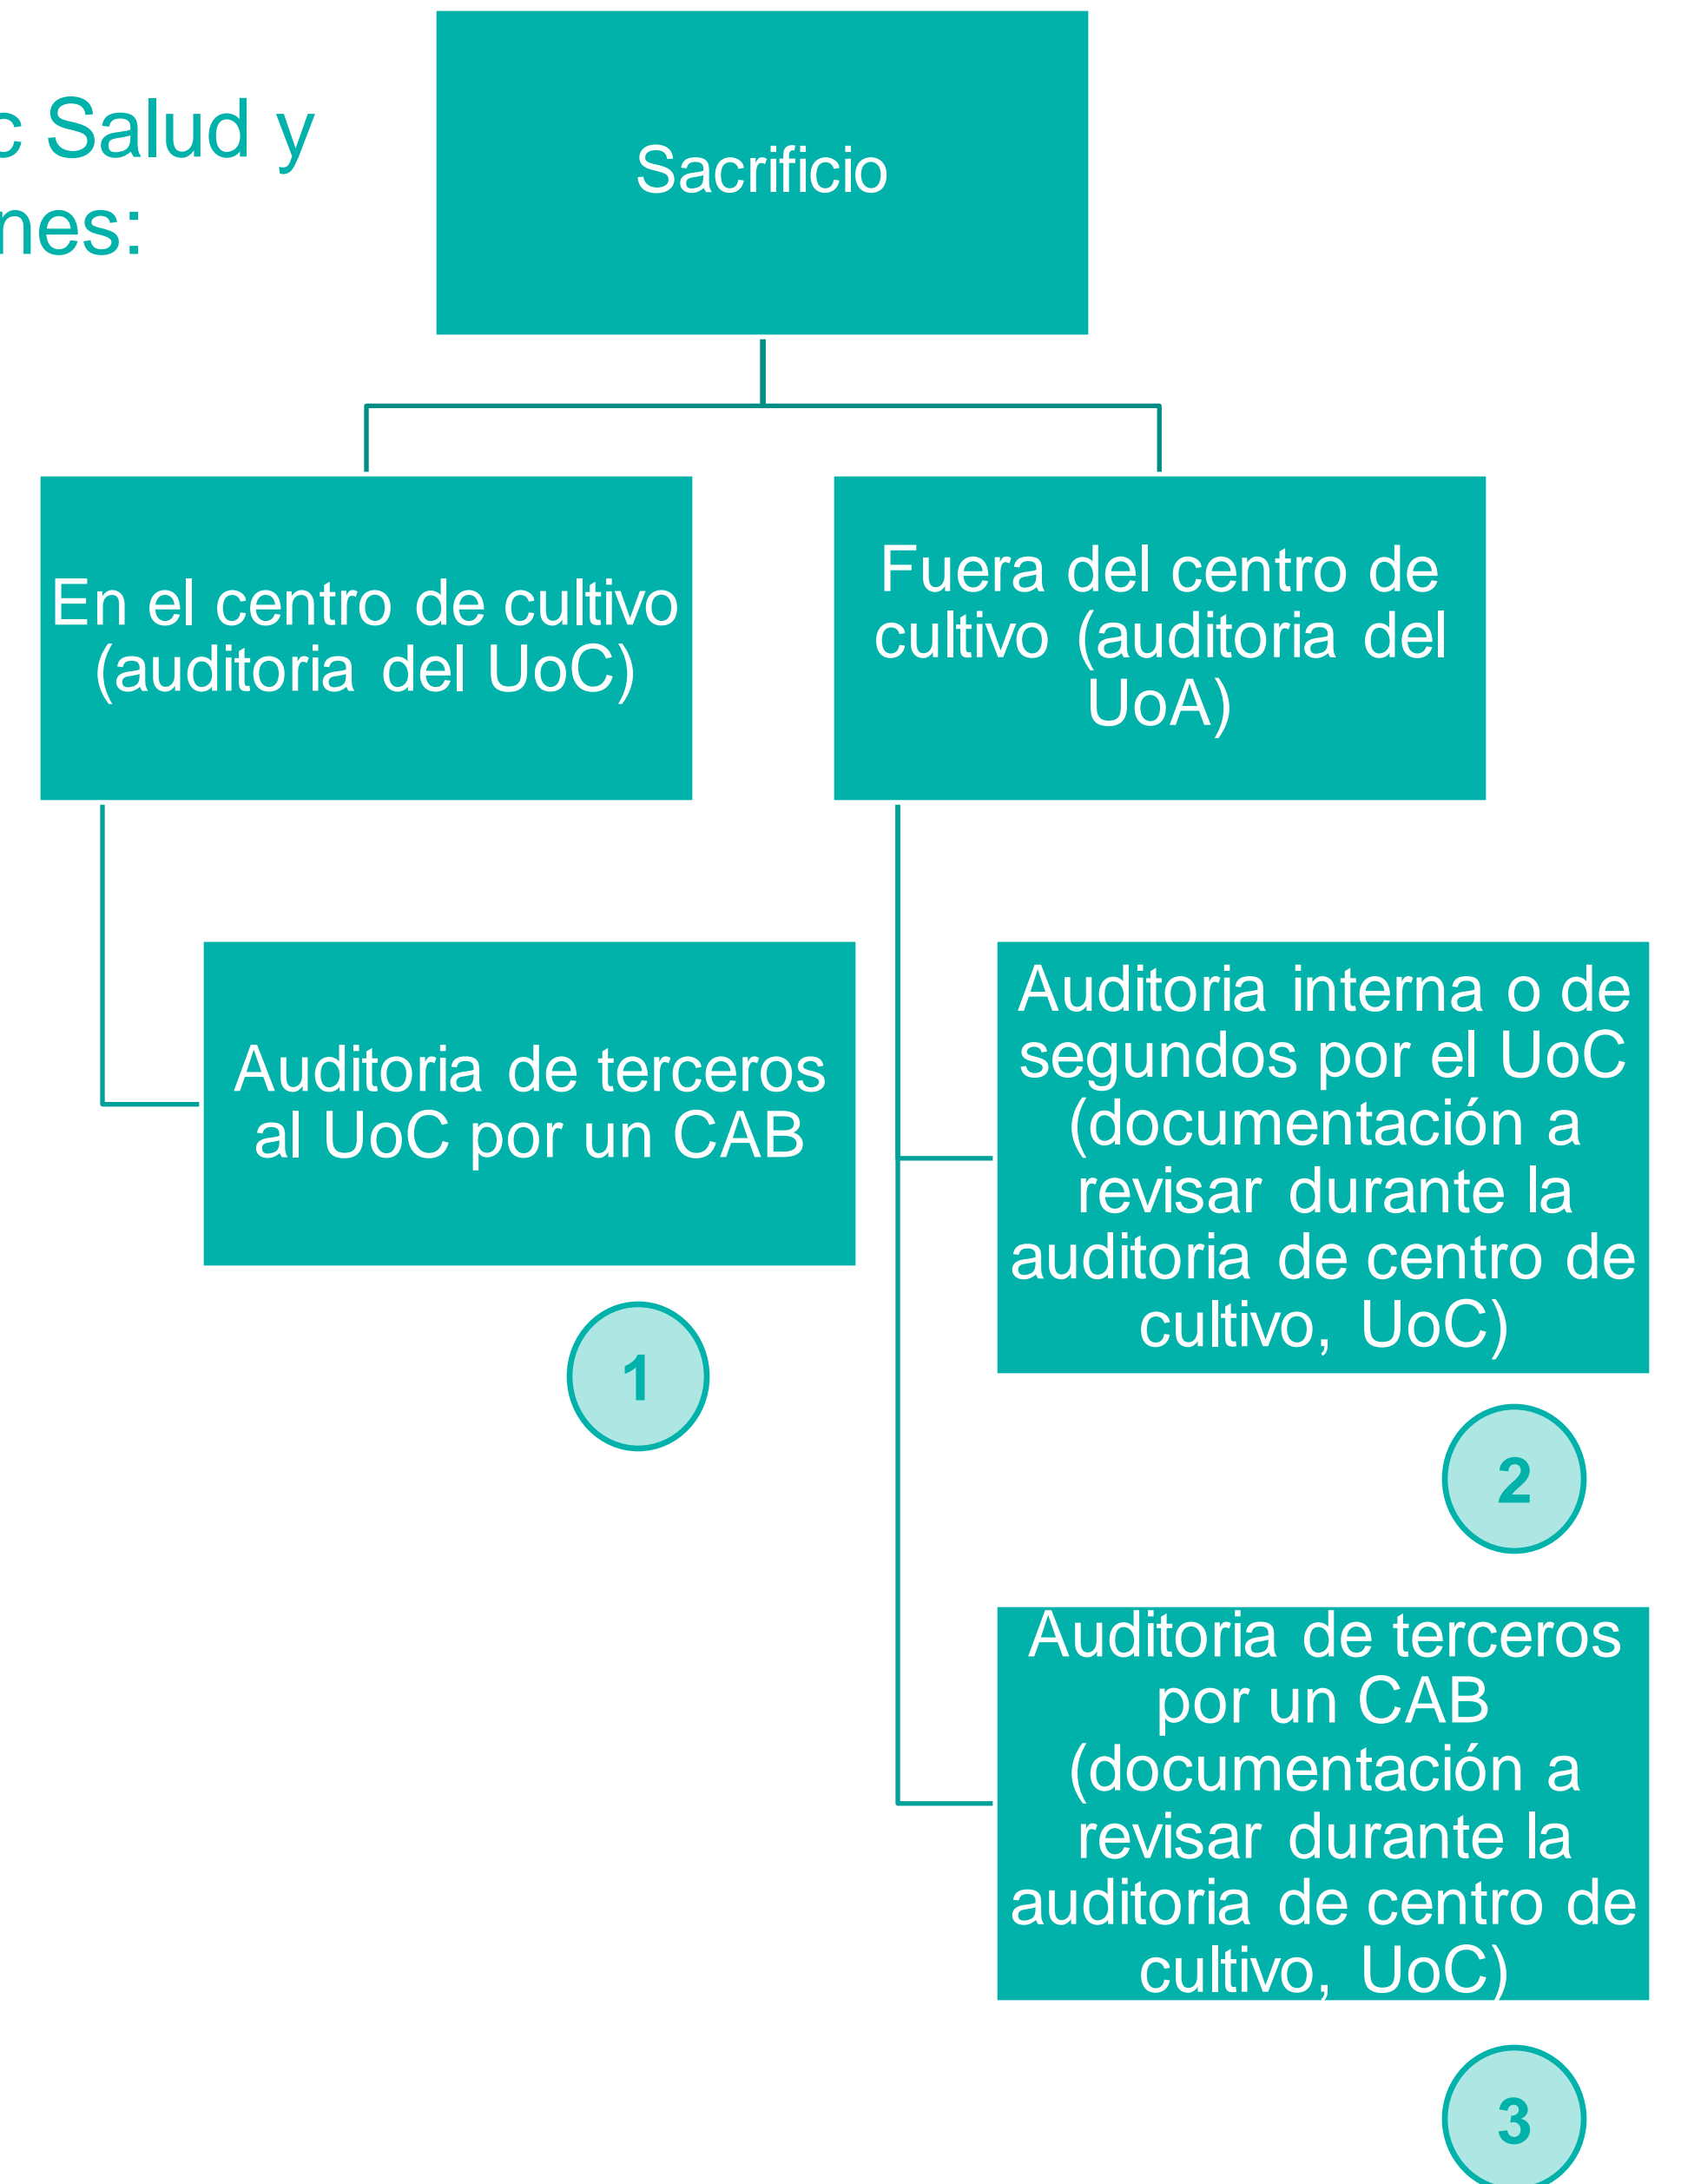 c Salud y
nes:
Sacrificio
En el centro de cultivo
(auditoria del UoC)
Fuera del centro de
cultivo (auditoria del
UoA)
Auditoria de terceros
al UoC por un CAB
1
Auditoria interna o de
segundos por el UoC
(documentación a
revisar durante la
auditoria de centro de
cultivo, UoC)
2
Auditoria de terceros
por un CAB
(documentación a
revisar durante la
auditoria de centro de
cultivo, UoC)
3